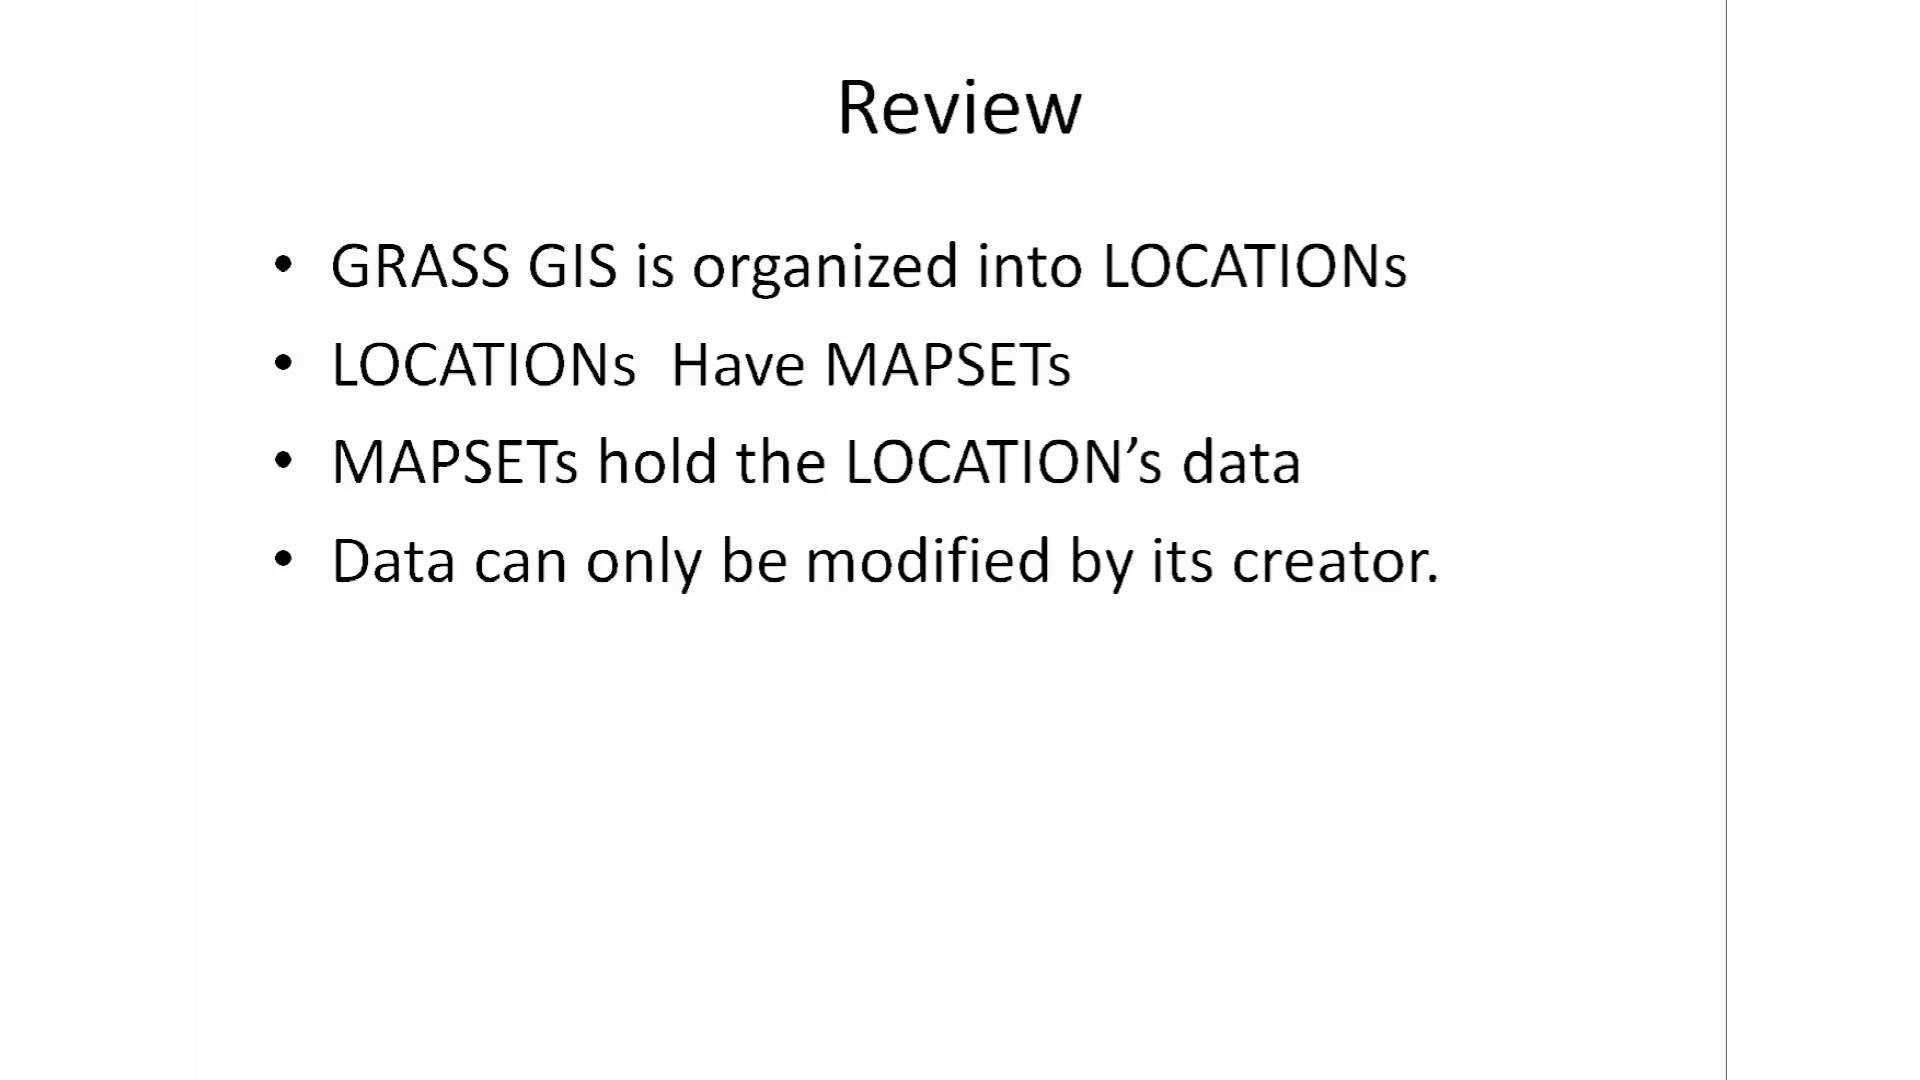 Review
• GRASS GIS is organized into LOCATIONs
• LOCATIONs  Have MAPSETs
• MAPSETs hold the LOCATION’s data
• Data can only be modified by its creator.